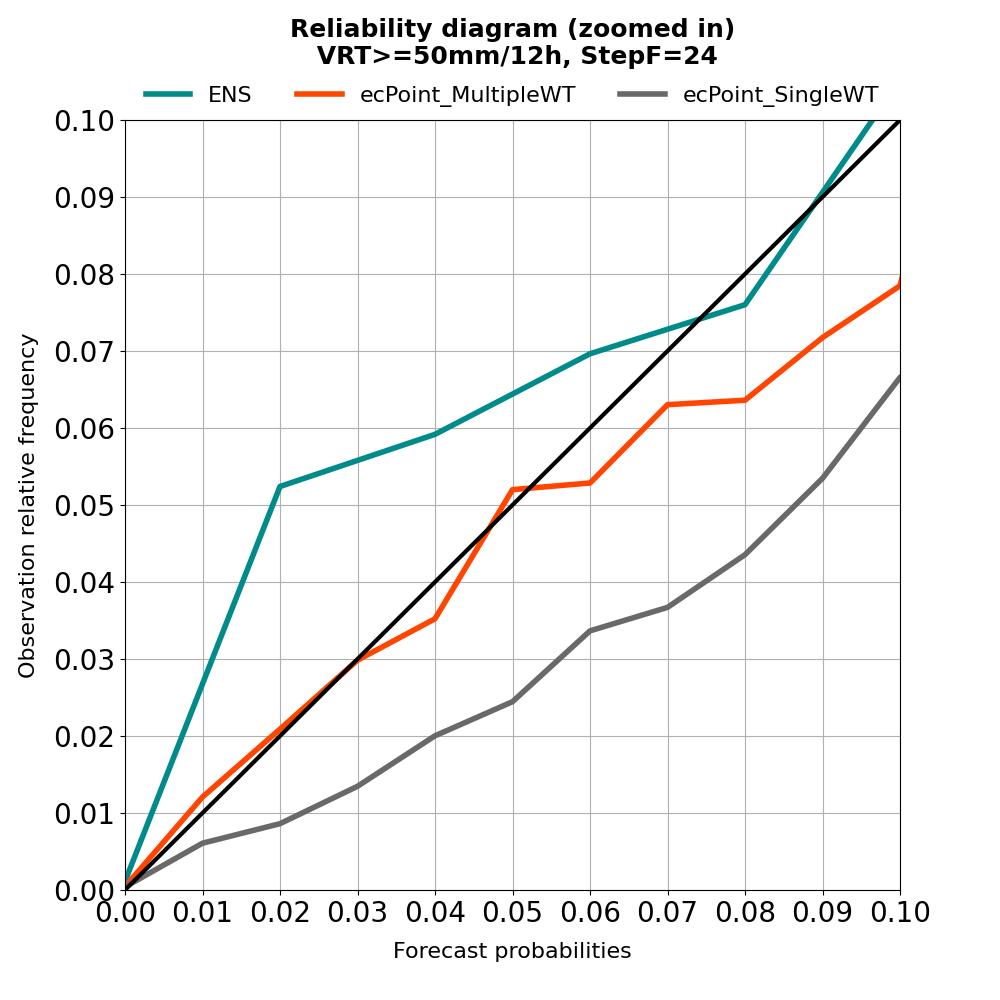 Reliability diagram (zoomed in)
VRT>=50mm/12h, StepF=24
ENS ecPoint_MultipleWT ecPoint_SingleWT
0.10
0.09
0.08
0.07
0.06
0.05
0.04
0.03
0.02
0.01
0.00
Observation relative frequency
0.00 0.01 0.02 0.03 0.04 0.05 0.06 0.07 0.08 0.09 0.10
Forecast probabilities